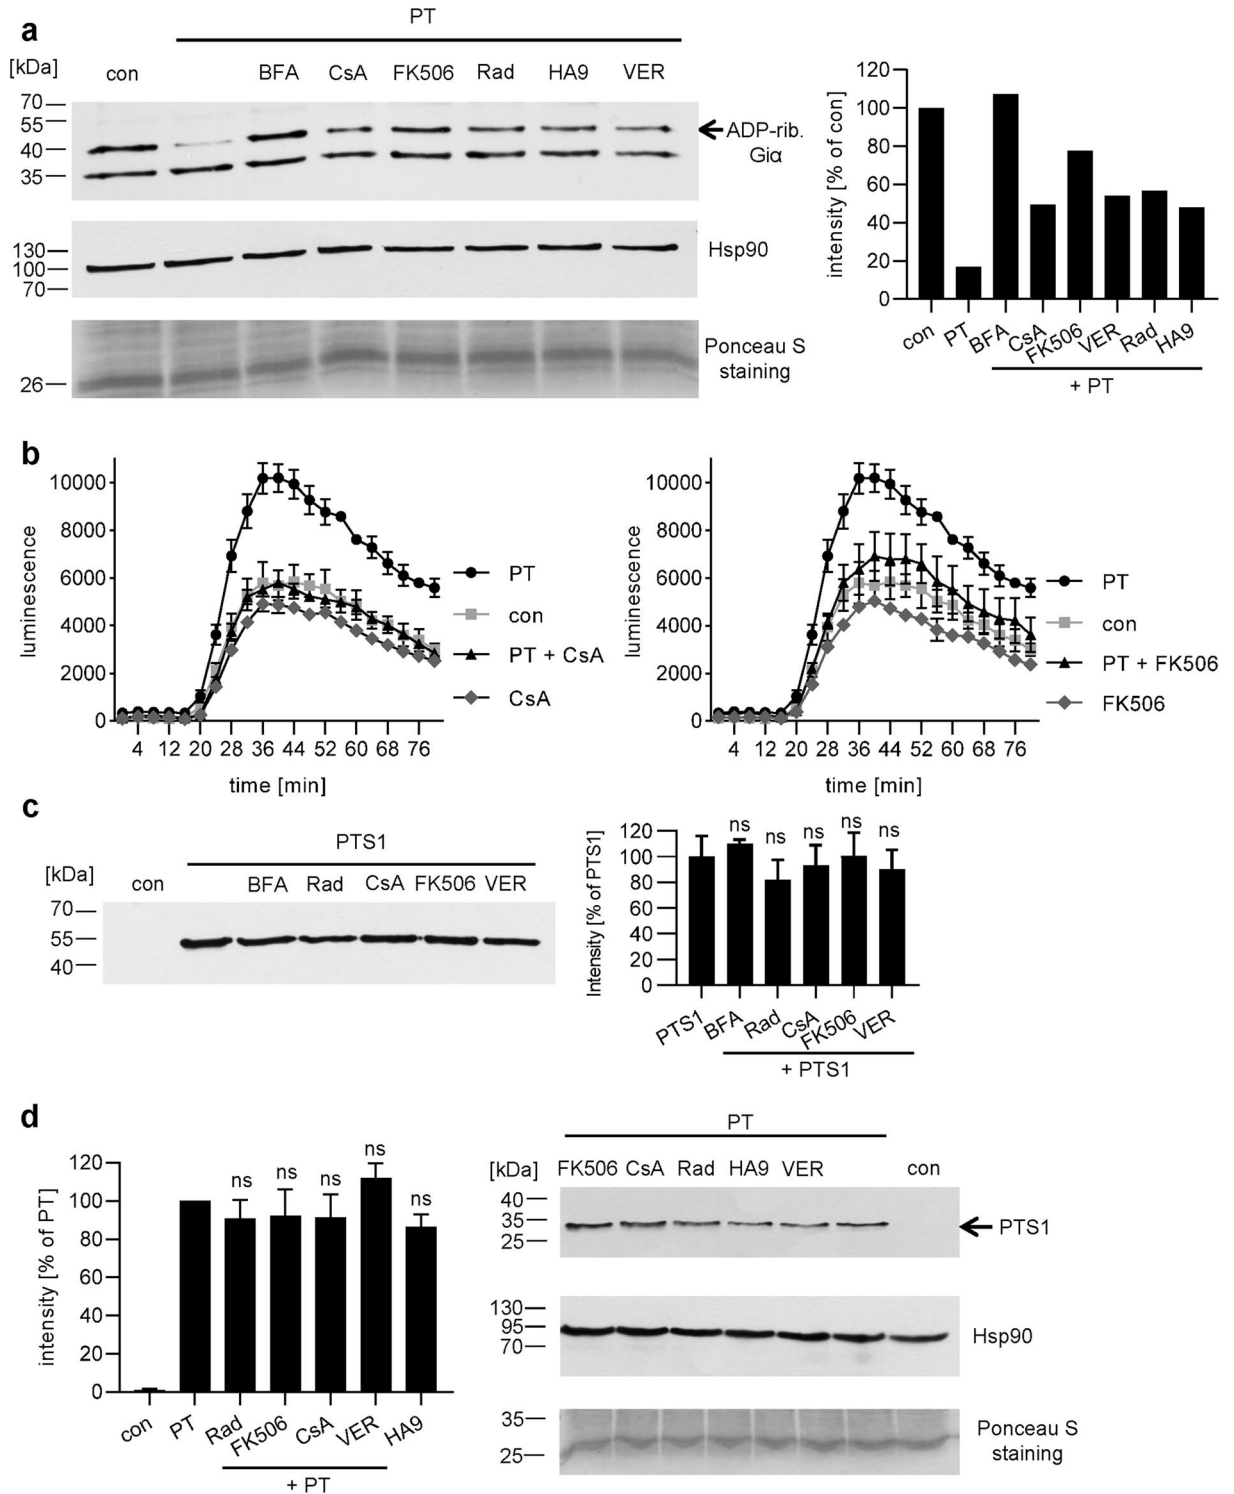 a
PT
[kDa]
con
BFA
CsA
FK506
Rad
HA9
VER
70
55
40
35
ADP-rib.
Giα
130
100
70
Hsp90
26
Ponceau S
staining
intensity [% of con]
120
100
80
60
40
20
0
con
PT
BFA
CsA
FK506
VER
Rad
HA9
+ PT
b
luminescence
10000
8000
6000
4000
2000
0
4 12 20 28 36 44 52 60 68 76
time [min]
PT
con
PT + CsA
CsA
luminescence
10000
8000
6000
4000
2000
0
4 12 20 28 36 44 52 60 68 76
time [min]
PT
con
PT + FK506
FK506
c
PTS1
[kDa]
con
BFA
Rad
CsA
FK506
VER
70
55
40
Intensity [% of PTS1]
120
100
80
60
40
20
0
ns
ns
ns
ns
ns
PTS1
BFA
Rad
CsA
FK506
VER
+ PTS1
d
intensity [% of PT]
120
100
80
60
40
20
0
ns
ns
ns
ns
ns
con
PT
Rad
FK506
CsA
VER
HA9
+ PT
PT
[kDa]
FK506
CsA
Rad
HA9
VER
con
40
35
25
PTS1
130
95
70
Hsp90
35
25
Ponceau S
staining